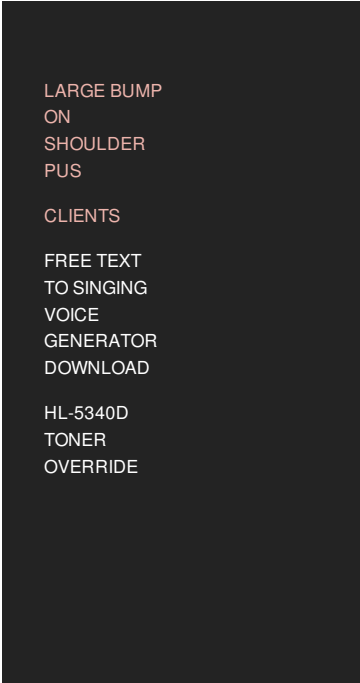 LARGE BUMP
ON
SHOULDER
PUS
CLIENTS
FREE TEXT
TO SINGING
VOICE
GENERATOR
DOWNLOAD
HL-5340D
TONER
OVERRIDE